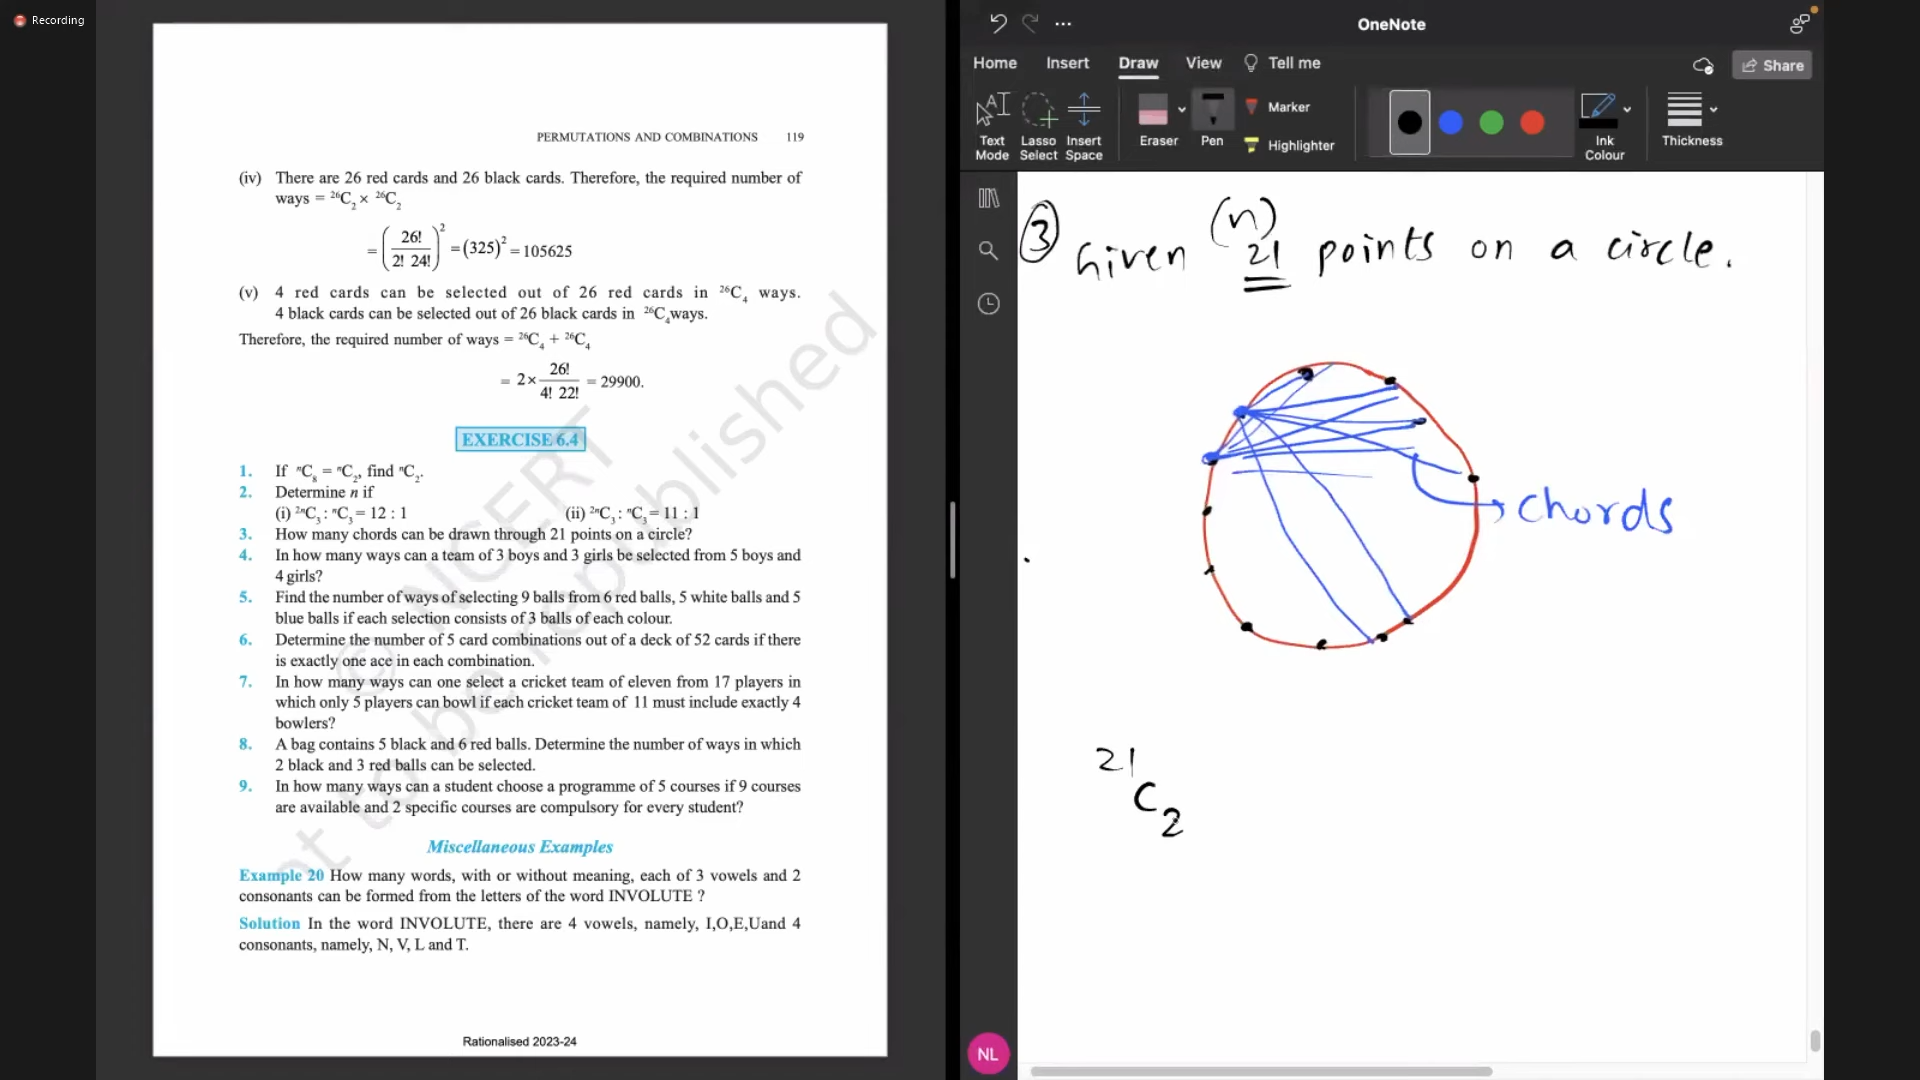 Recording
PERMUTATIONS AND COMBINATIONS 119
(iv) There are 26 red cards and 26 black cards. Therefore, the required number of
ways = ²⁶C₂ × ²⁶C₂
= (26!/2! 24!)² = (325)² = 105625
(v) 4 red cards can be selected out of 26 red cards in ²⁶C₄ ways.
4 black cards can be selected out of 26 black cards in ²⁶C₄ways.
Therefore, the required number of ways = ²⁶C₄ + ²⁶C₄
= 2× 26!/4! 22! = 29900.
EXERCISE 6.4
1. If ⁿC₈ = ⁿC₂, find ⁿC₂.
2. Determine n if
(i) ²ⁿC₃ : ⁿC₃ = 12 : 1 (ii) ²ⁿC₃ : ⁿC₃ = 11 : 1
3. How many chords can be drawn through 21 points on a circle?
4. In how many ways can a team of 3 boys and 3 girls be selected from 5 boys and
4 girls?
5. Find the number of ways of selecting 9 balls from 6 red balls, 5 white balls and 5
blue balls if each selection consists of 3 balls of each colour.
6. Determine the number of 5 card combinations out of a deck of 52 cards if there
is exactly one ace in each combination.
7. In how many ways can one select a cricket team of eleven from 17 players in
which only 5 players can bowl if each cricket team of 11 must include exactly 4
bowlers?
8. A bag contains 5 black and 6 red balls. Determine the number of ways in which
2 black and 3 red balls can be selected.
9. In how many ways can a student choose a programme of 5 courses if 9 courses
are available and 2 specific courses are compulsory for every student?
Miscellaneous Examples
Example 20 How many words, with or without meaning, each of 3 vowels and 2
consonants can be formed from the letters of the word INVOLUTE ?
Solution In the word INVOLUTE, there are 4 vowels, namely, I,O,E,Uand 4
consonants, namely, N, V, L and T.
Rationalised 2023-24
© NCERT
not to be republished
OneNote
Home Insert Draw View Tell me
Share
Text Mode
Lasso Select
Insert Space
Eraser
Pen
Marker
Highlighter
Ink Colour
Thickness
(n)
③ Given 21 points on a circle.
chords
²¹C₂
NL